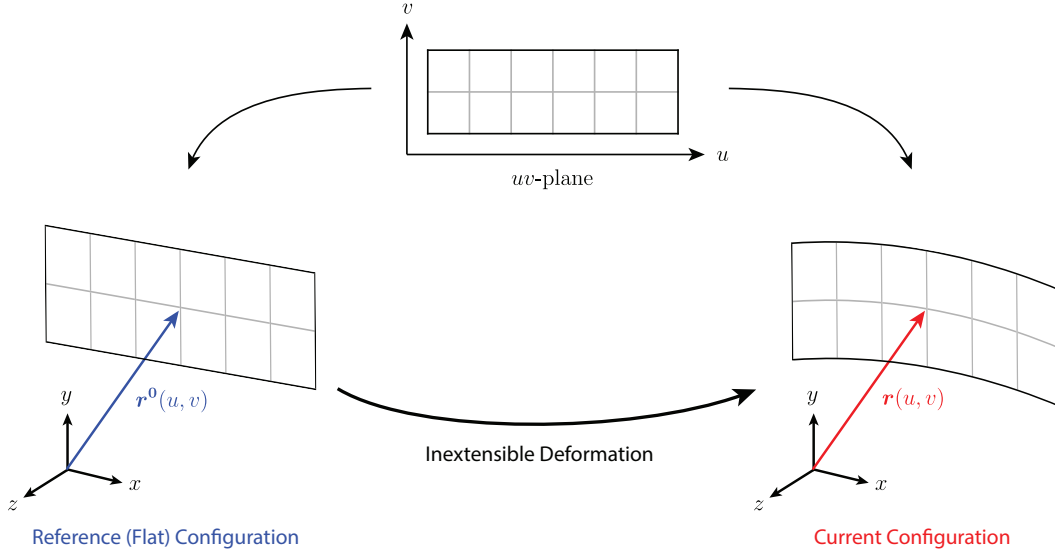 v
u
uv-plane
r⁰(u, v)
y
x
z
Reference (Flat) Configuration
Inextensible Deformation
r(u, v)
y
x
z
Current Configuration